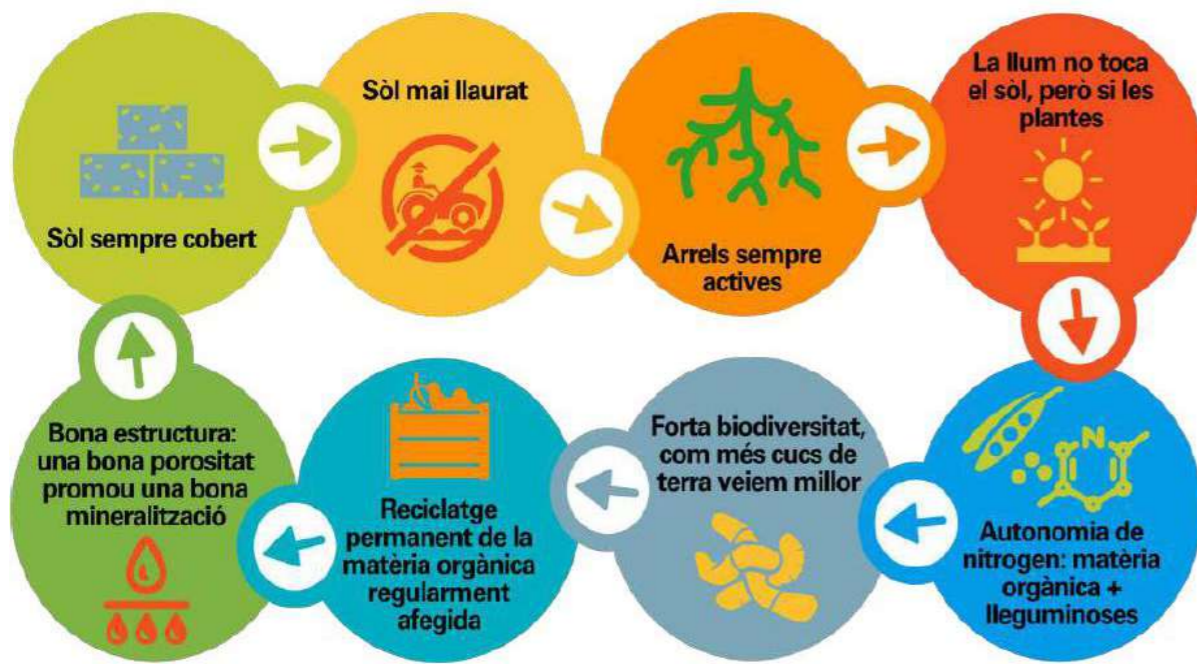 Sòl sempre cobert
Sòl mai llaurat
Arrels sempre
actives
La llum no toca
el sòl, però si les
plantes
N
Autonomia de
nitrogen: matèria
orgànica +
lleguminoses
Forta biodiversitat,
com més cucs de
terra veiem millor
Reciclatge
permanent de la
matèria orgànica
regularment
afegida
Bona estructura:
una bona porositat
promou una bona
mineralització